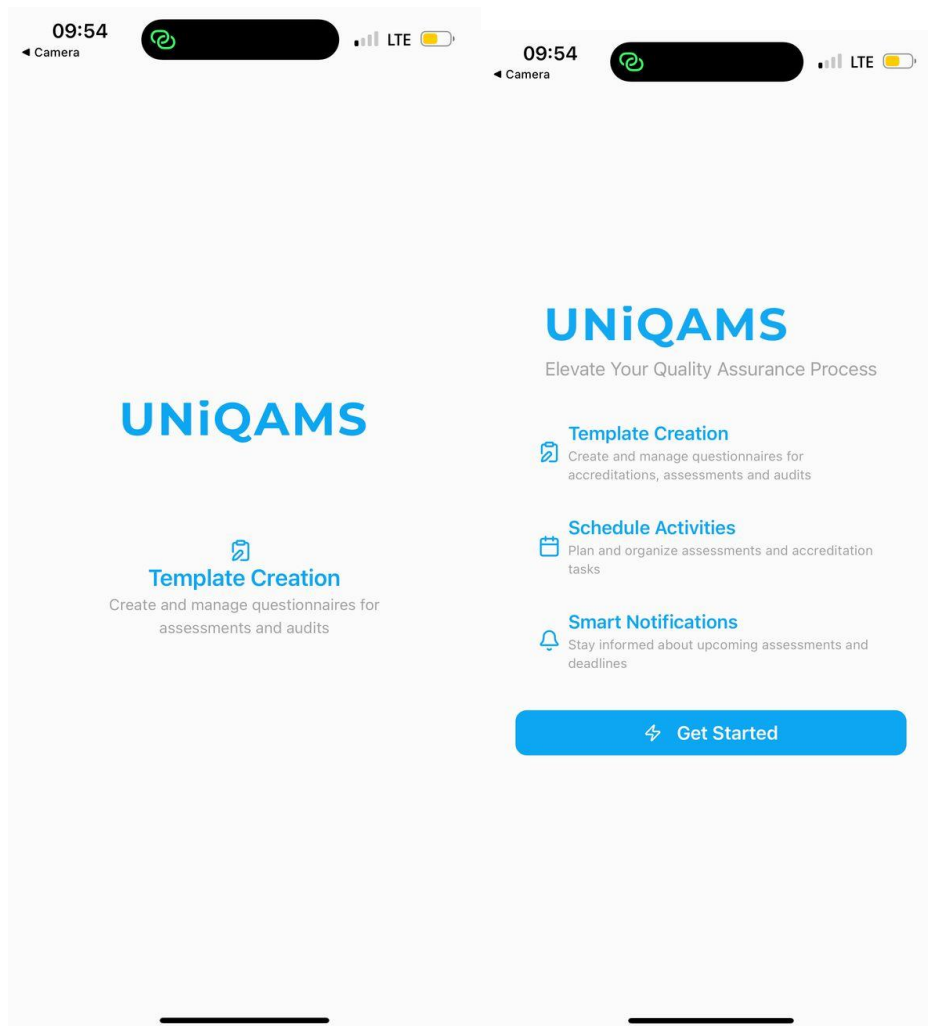 09:54
◀ Camera
LTE
UNiQAMS
Template Creation
Create and manage questionnaires for
assessments and audits
09:54
◀ Camera
LTE
UNiQAMS
Elevate Your Quality Assurance Process
Template Creation
Create and manage questionnaires for
accreditations, assessments and audits
Schedule Activities
Plan and organize assessments and accreditation
tasks
Smart Notifications
Stay informed about upcoming assessments and
deadlines
Get Started